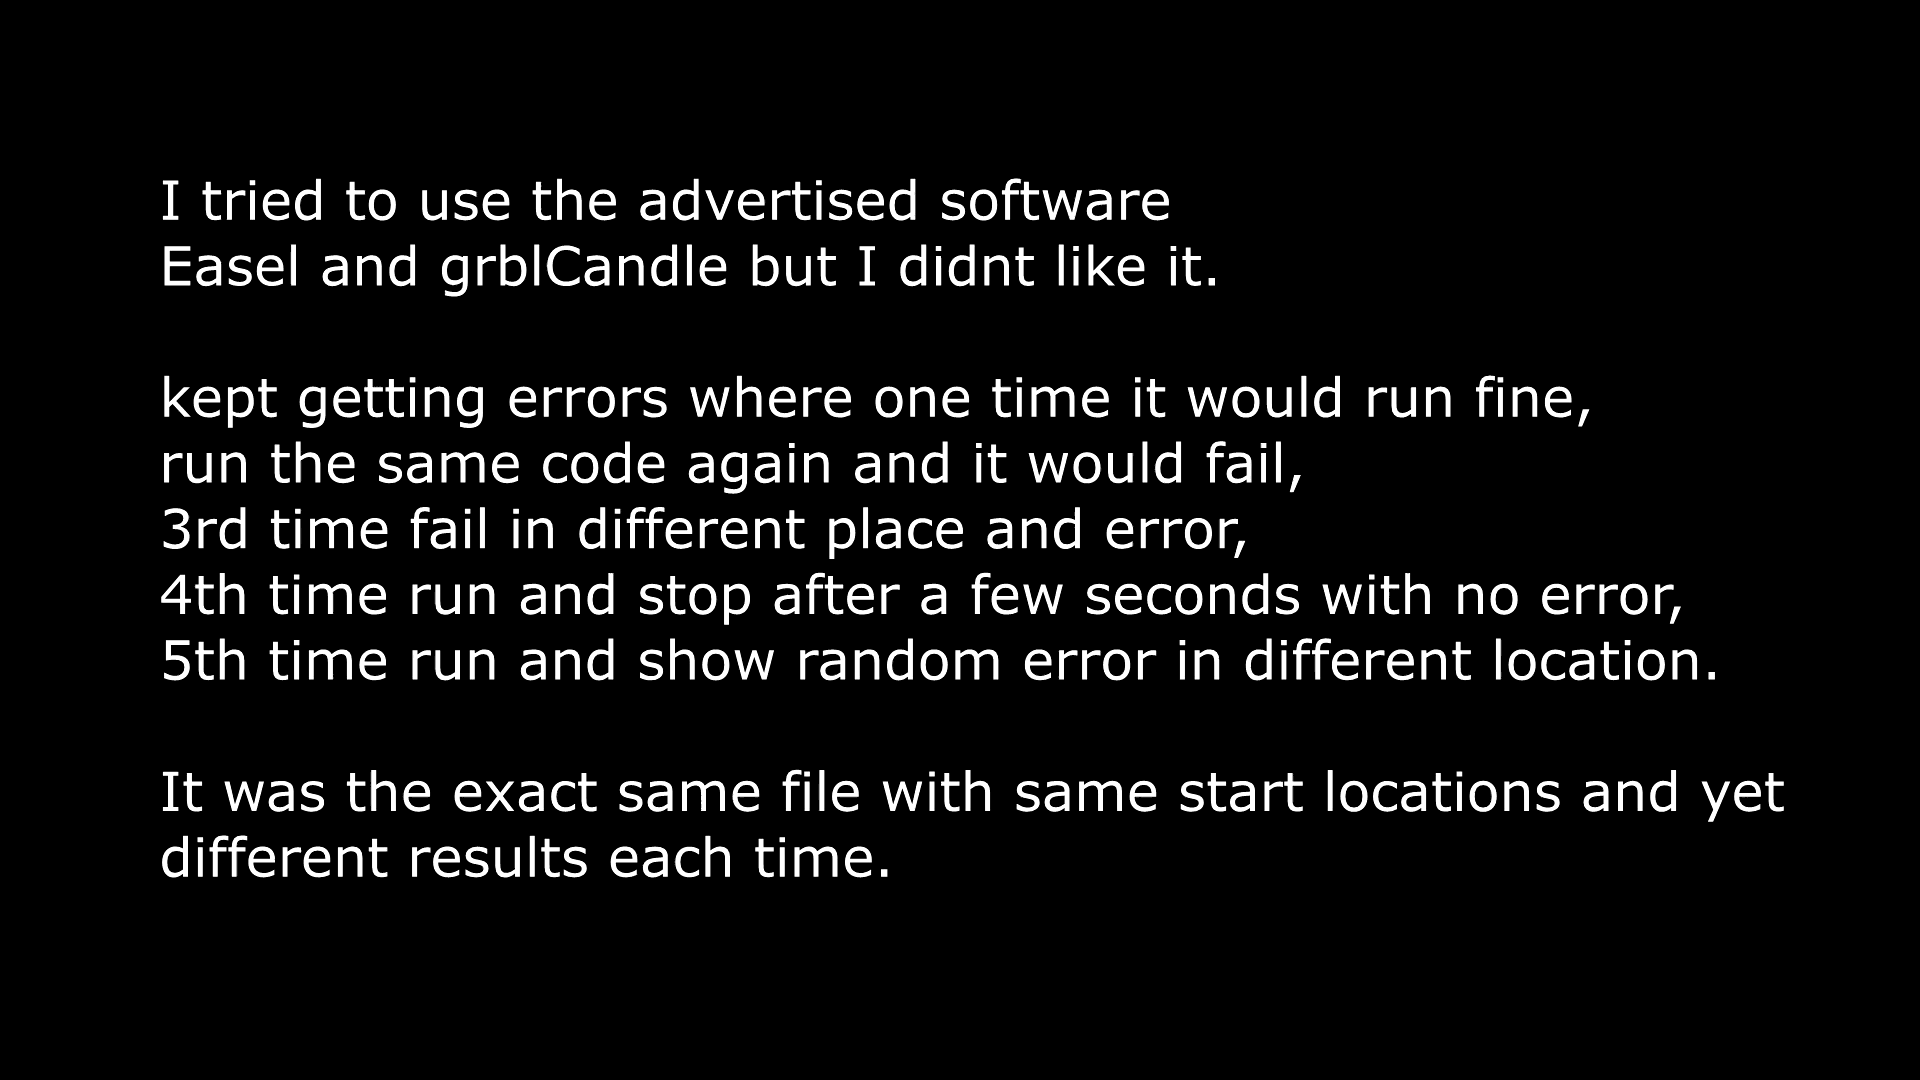 I tried to use the advertised software
Easel and grblCandle but I didnt like it.
kept getting errors where one time it would run fine,
run the same code again and it would fail,
3rd time fail in different place and error,
4th time run and stop after a few seconds with no error,
5th time run and show random error in different location.
It was the exact same file with same start locations and yet
different results each time.